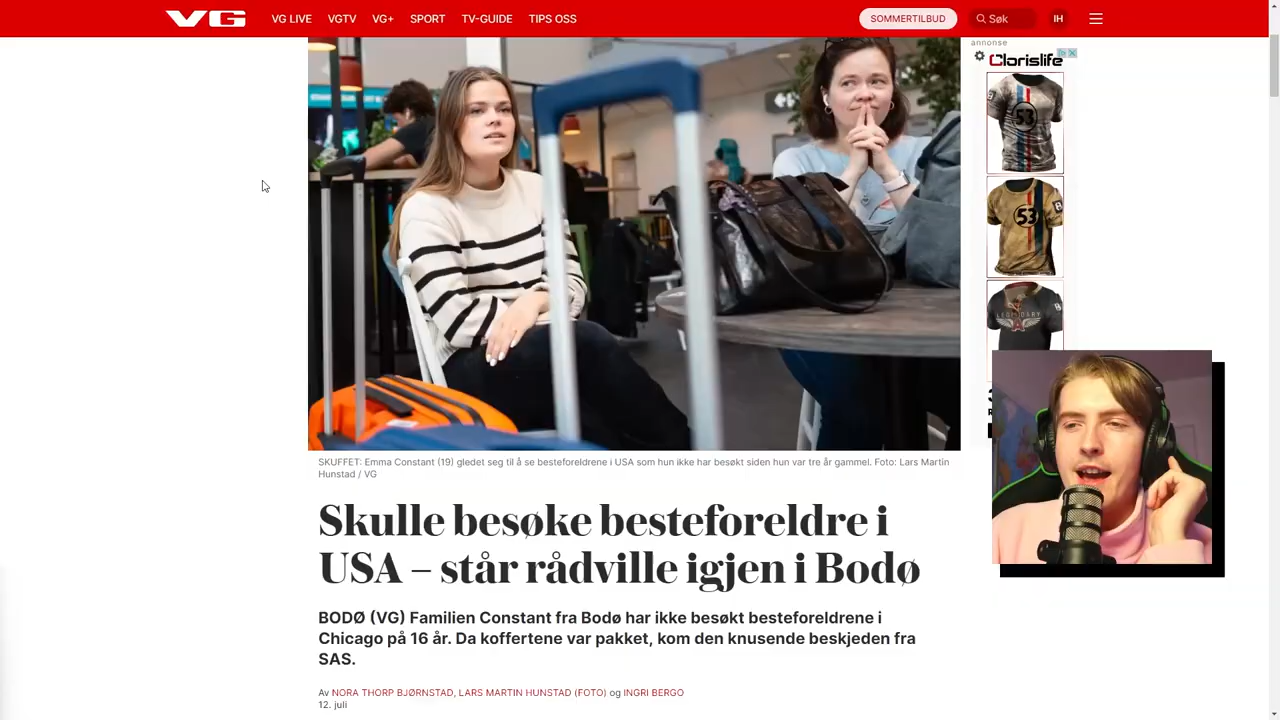 VG
VG LIVE
VGTV
VG+
SPORT
TV-GUIDE
TIPS OSS
SOMMERTILBUD
Søk
IH
annonse
Clorislife
53
53
SKUFFET: Emma Constant (19) gledet seg til å se besteforeldrene i USA som hun ikke har besøkt siden hun var tre år gammel. Foto: Lars Martin
Hunstad / VG
Skulle besøke besteforeldre i
USA – står rådville igjen i Bodø
BODØ (VG) Familien Constant fra Bodø har ikke besøkt besteforeldrene i
Chicago på 16 år. Da koffertene var pakket, kom den knusende beskjeden fra
SAS.
Av NORA THORP BJØRNSTAD, LARS MARTIN HUNSTAD (FOTO) og INGRI BERGO
12. juli